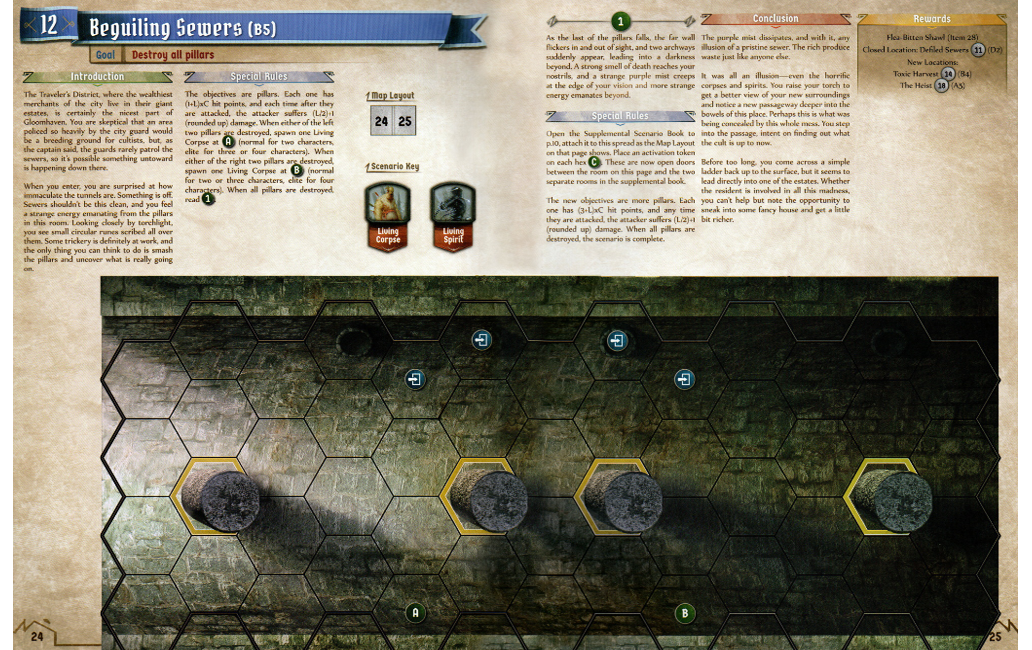 12
Beguiling Sewers (B5)
Goal Destroy all pillars
Introduction
The Traveler's District, where the wealthiest
merchants of the city live in their giant
estates, is certainly the nicest part of
Gloomhaven. You are skeptical that an area
policed so heavily by the city guard would
be a breeding ground for cultists, but, as
the captain said, the guards rarely patrol the
sewers, so it's possible something untoward
is happening down there.
When you enter, you are surprised at how
immaculate the tunnels are. Something is off.
Sewers shouldn't be this clean, and you feel
a strange energy emanating from the pillars
in this room. Looking closely by torchlight,
you see small circular runes scribed all over
them. Some trickery is definitely at work, and
the only thing you can think to do is smash
the pillars and uncover what is really going
on.
Special Rules
The objectives are pillars. Each one has
(1+L)xC hit points, and each time after they
are attacked, the attacker suffers (L/2)+1
(rounded up) damage. When either of the left
two pillars are destroyed, spawn one Living
Corpse at A (normal for two characters,
elite for three or four characters). When
either of the right two pillars are destroyed,
spawn one Living Spirit at B (normal
for two or three characters, elite for four
characters). When all pillars are destroyed,
read 1.
Map Layout
24 25
Scenario Key
Living
Corpse
Living
Spirit
1
As the last of the pillars falls, the far wall
flickers in and out of sight, and two archways
suddenly appear, leading into a darkness
beyond. A strong smell of death reaches your
nostrils, and a strange purple mist creeps
at the edge of your vision and more strange
energy emanates beyond.
Special Rules
Open the Supplemental Scenario Book to
p.10, attach it to this spread as the Map Layout
on that page shows. Place an activation token
on each hex C. These are now open doors
between the room on this page and the two
separate rooms in the supplemental book.
The new objectives are more pillars. Each
one has (3+L)xC hit points, and any time
they are attacked, the attacker suffers (L/2)+1
(rounded up) damage. When all pillars are
destroyed, the scenario is complete.
Conclusion
The purple mist dissipates, and with it, any
illusion of a pristine sewer. The rich produce
waste just like anyone else.
It was all an illusion—even the horrific
corpses and spirits. You raise your torch to
get a better view of your new surroundings
and notice a new passageway deeper into the
bowels of this place. Perhaps this is what was
being concealed by this whole mess. You step
into the passage, intent on finding out what
the cult is up to now.
Before too long, you come across a simple
ladder back up to the surface, but it seems to
lead directly into one of the estates. Whether
the resident is involved in all this madness,
you can't help but note the opportunity to
sneak into some fancy house and get a little
bit richer.
Rewards
Flea-Bitten Shawl (Item 28)
Closed Location: Defiled Sewers 11 (D2)
New Locations:
Toxic Harvest 14 (B4)
The Heist 18 (A5)
A
B
24
25